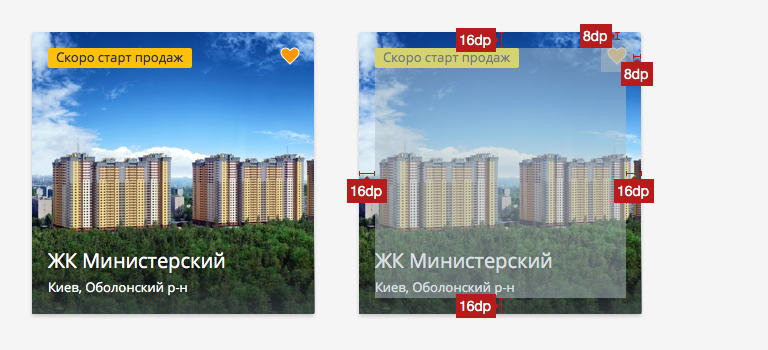 Скоро старт продаж
ЖК Министерский
Киев, Оболонский р-н
16dp
8dp
Скоро старт продаж
8dp
16dp
16dp
ЖК Министерский
Киев, Оболонский р-н
16dp